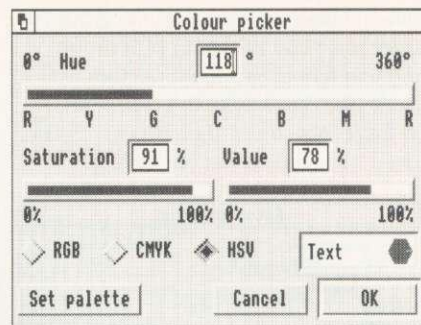 Colour picker
0° Hue 118 ° 360°
R Y G C B M R
Saturation 91 % Value 78 %
0% 100% 0% 100%
RGB CMYK HSV Text
Set palette Cancel OK